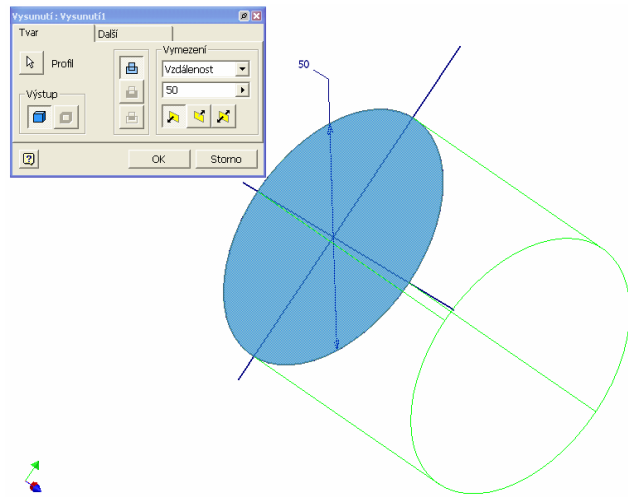 Vysunutí : Vysunutí1
Tvar
Další
Profil
Výstup
Vymezení
Vzdálenost
50
OK
Storno
50